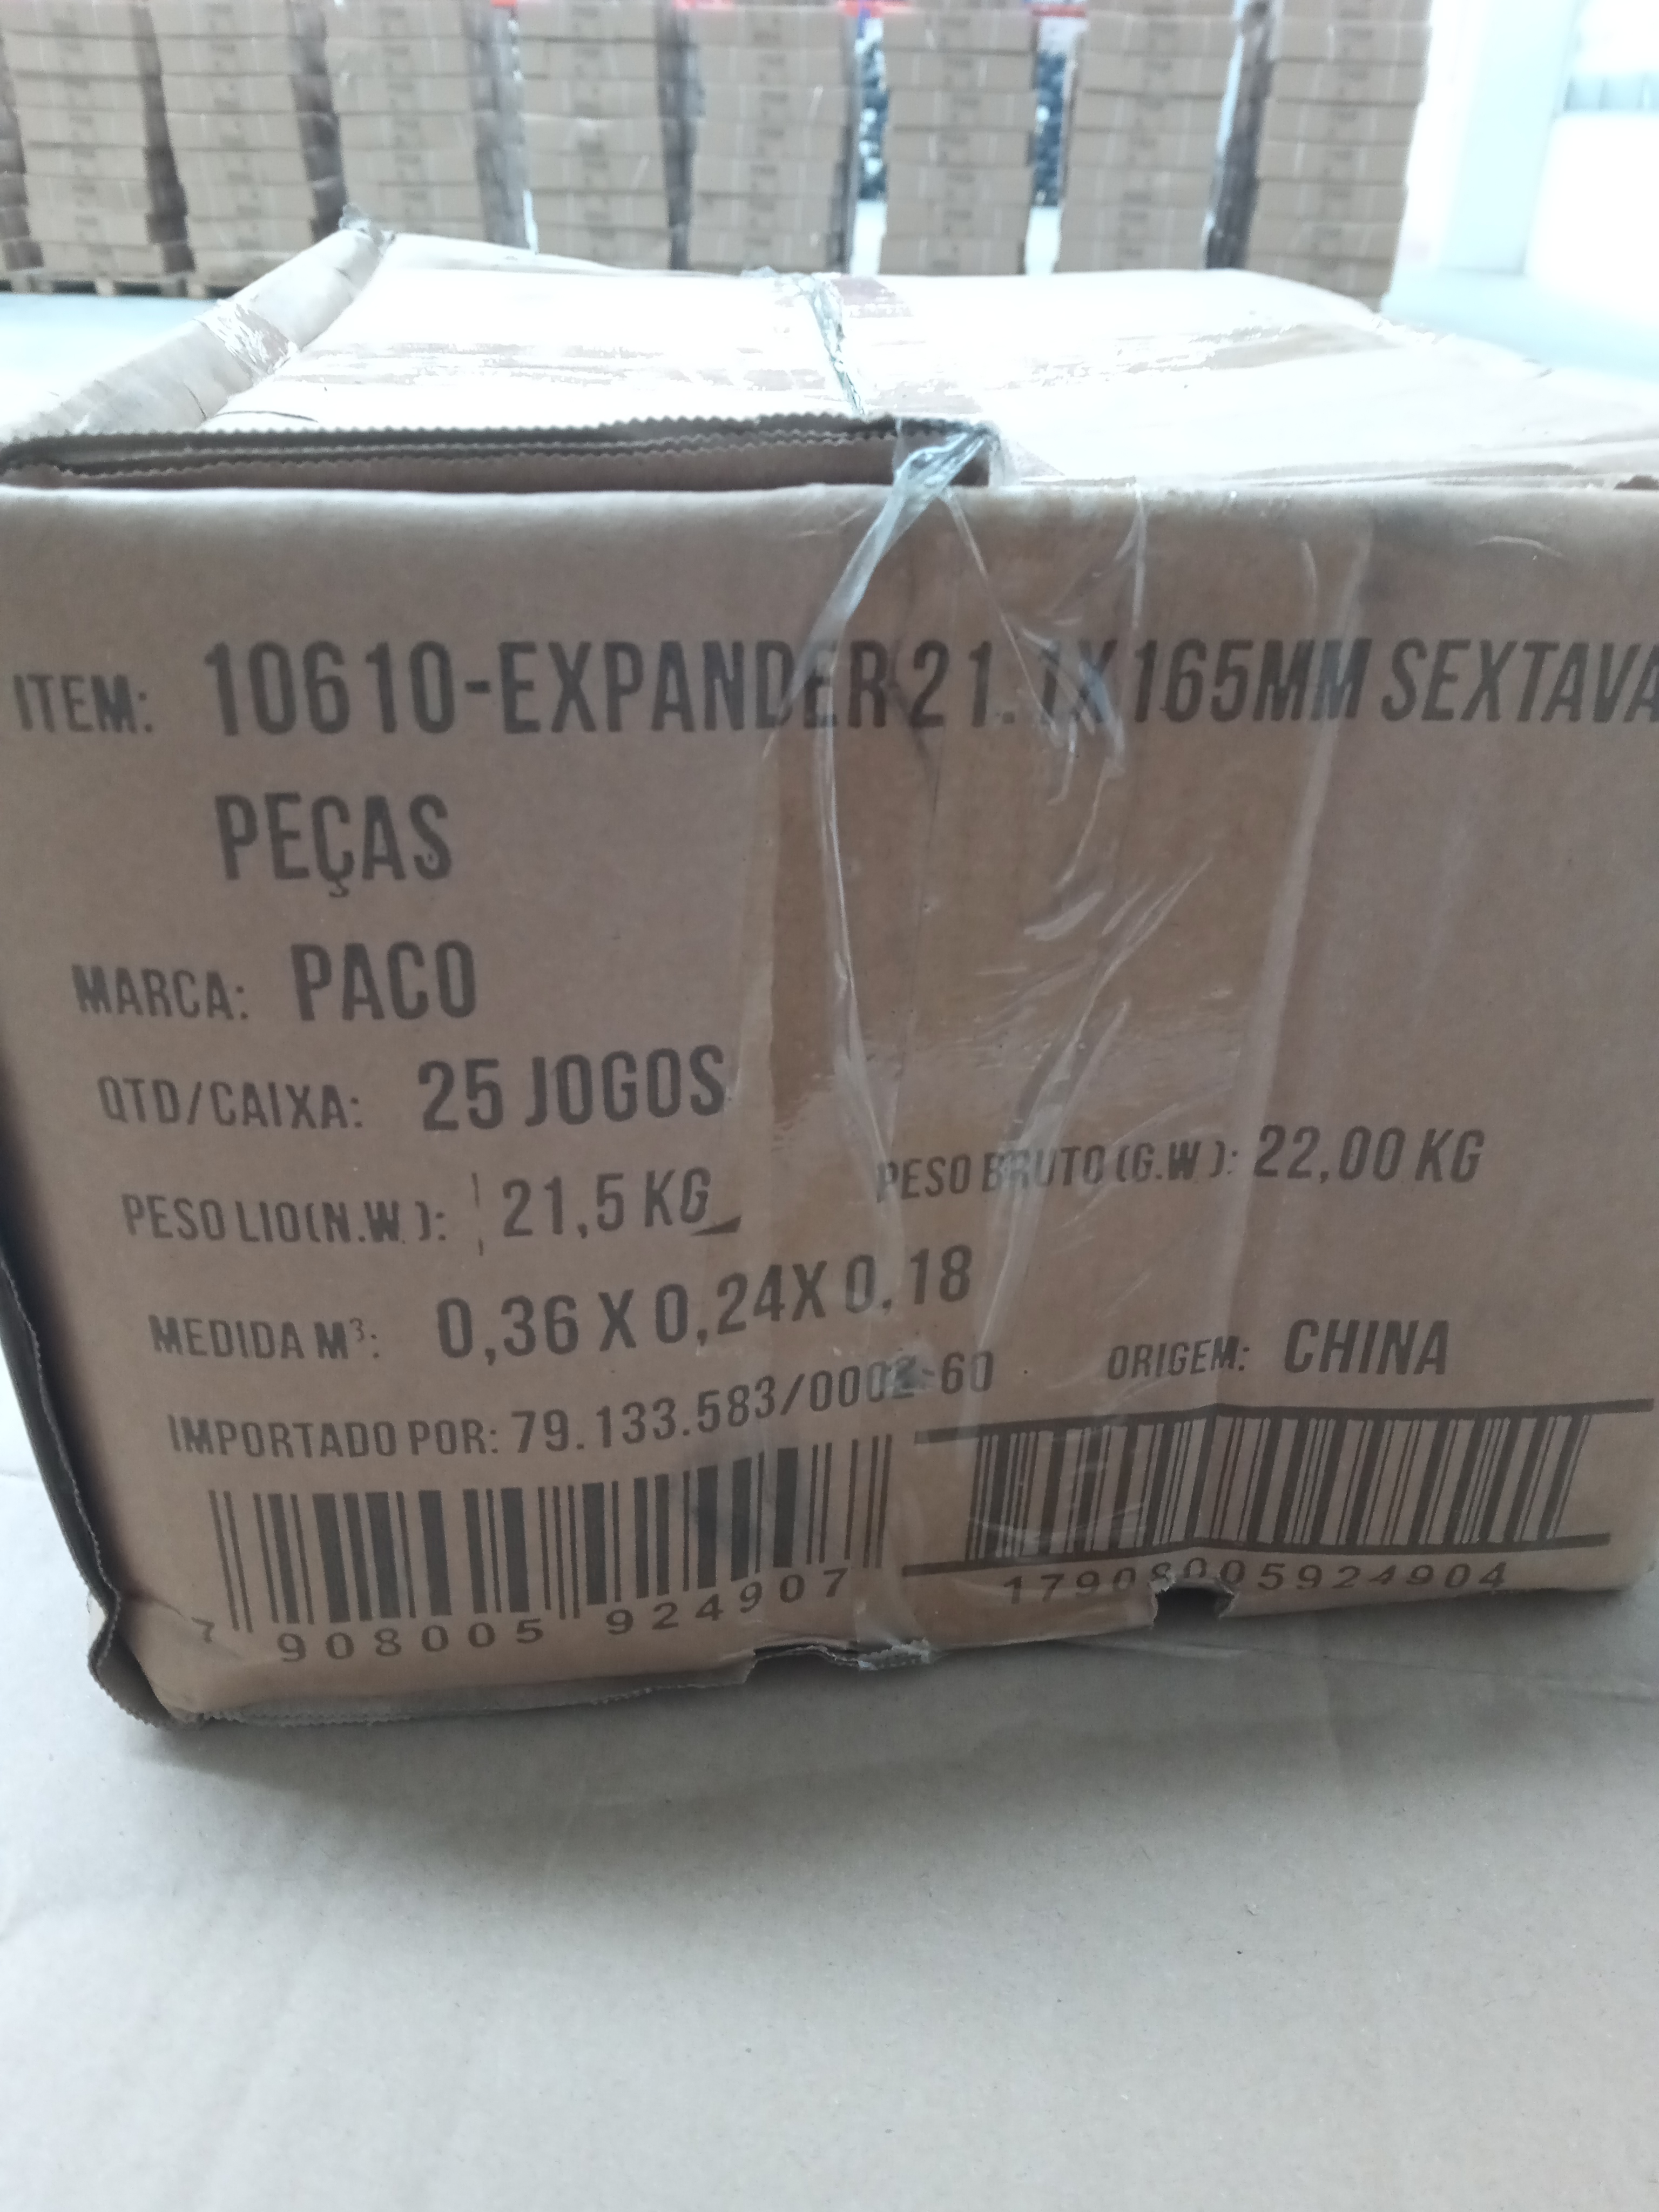 ITEM: 10610-EXPANDER 21.1X165MM SEXTAVA
PEÇAS
MARCA: PACO
QTD/CAIXA: 25 JOGOS
PESO LIO(N.W.): 21,5 KG PESO BRUTO (G.W.): 22,00 KG
MEDIDA M³: 0,36 X 0,24X 0,18
IMPORTADO POR: 79.133.583/0002-60 ORIGEM: CHINA
7 908005 924907 17908005924904